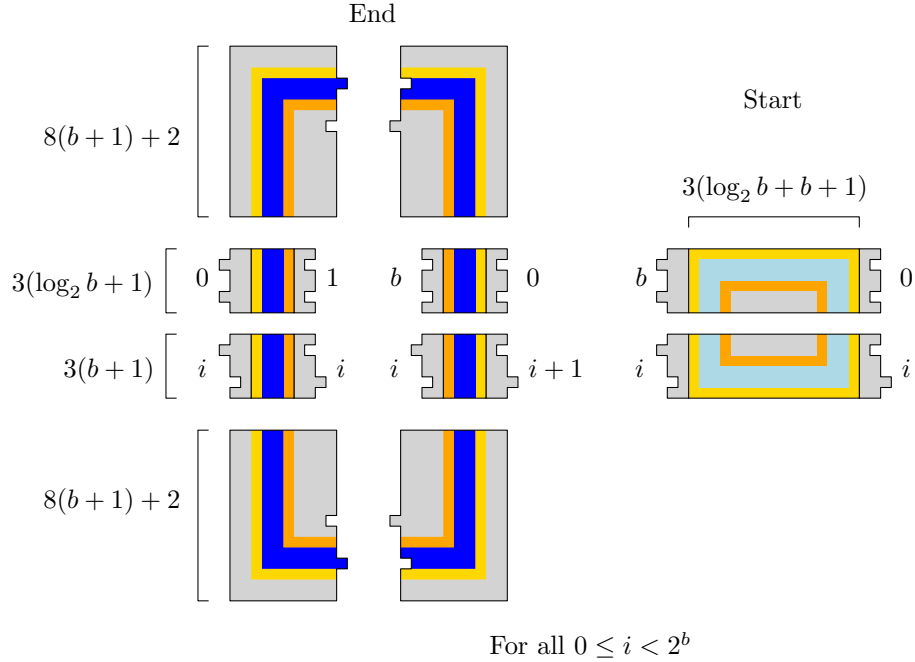 End
8(b + 1) + 2
Start
3(log₂ b + b + 1)
3(log₂ b + 1) 0 1 b 0 b 0
3(b + 1) i i i i + 1 i i
8(b + 1) + 2
For all 0 ≤ i < 2ᵇ